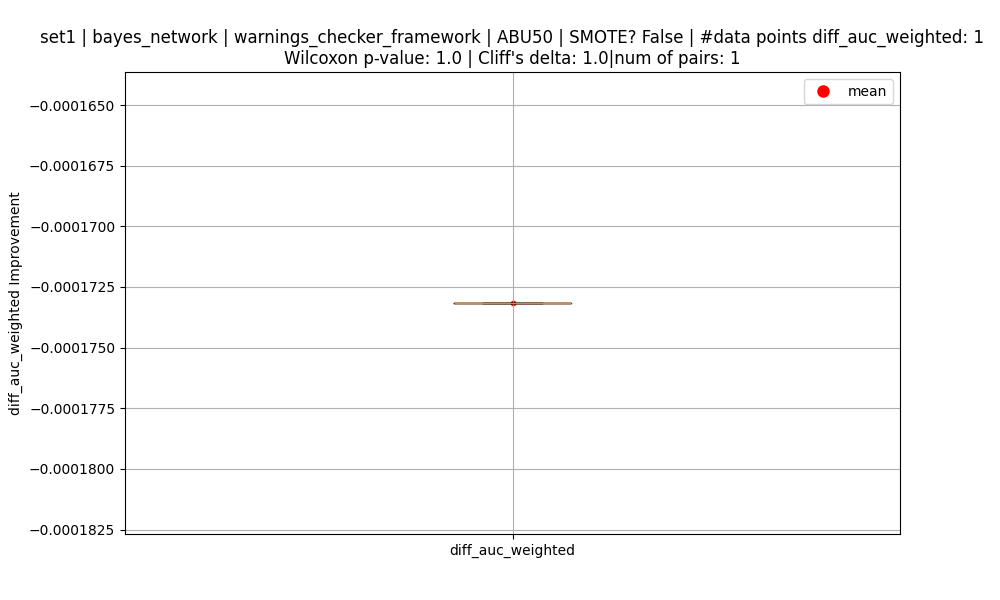 set1 | bayes_network | warnings_checker_framework | ABU50 | SMOTE? False | #data points diff_auc_weighted: 1
Wilcoxon p-value: 1.0 | Cliff's delta: 1.0|num of pairs: 1
mean
−0.0001650
−0.0001675
−0.0001700
−0.0001725
−0.0001750
−0.0001775
−0.0001800
−0.0001825
diff_auc_weighted Improvement
diff_auc_weighted